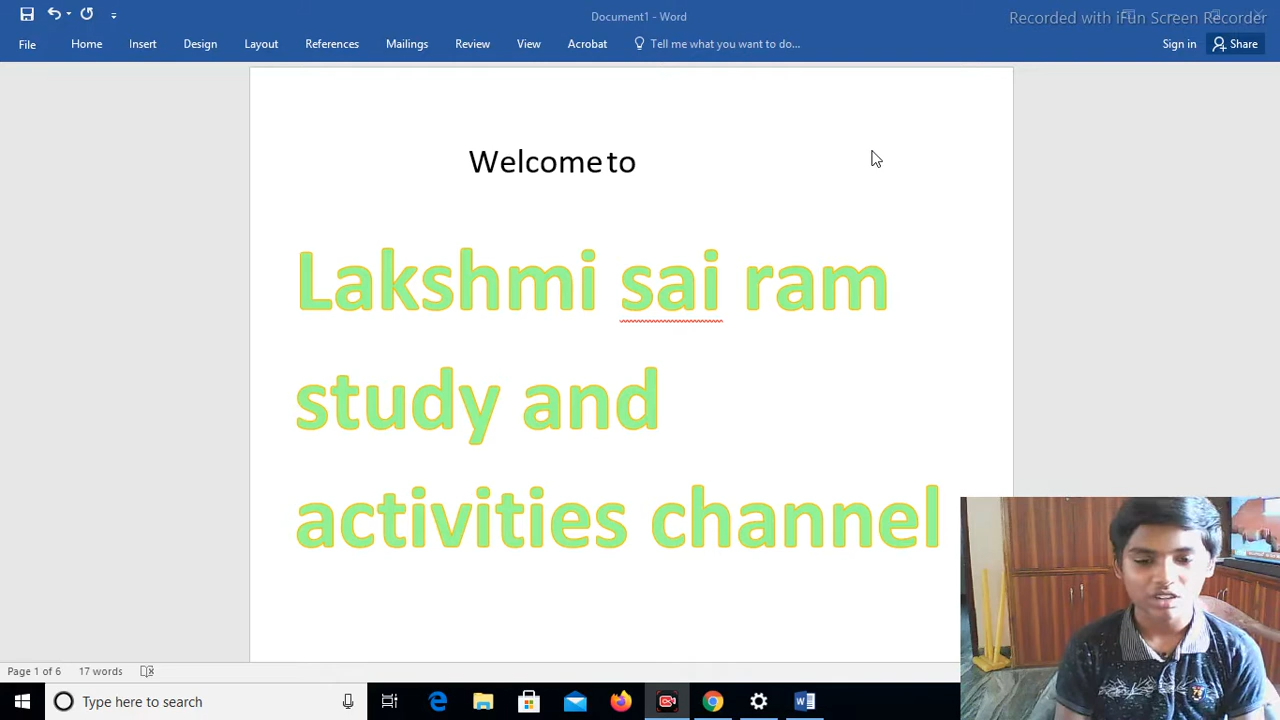 Document1 - Word
Recorded with iFun Screen Recorder
File Home Insert Design Layout References Mailings Review View Acrobat Tell me what you want to do... Sign in Share
Welcome to
Lakshmi sai ram
study and
activities channel
Page 1 of 6 17 words
Type here to search